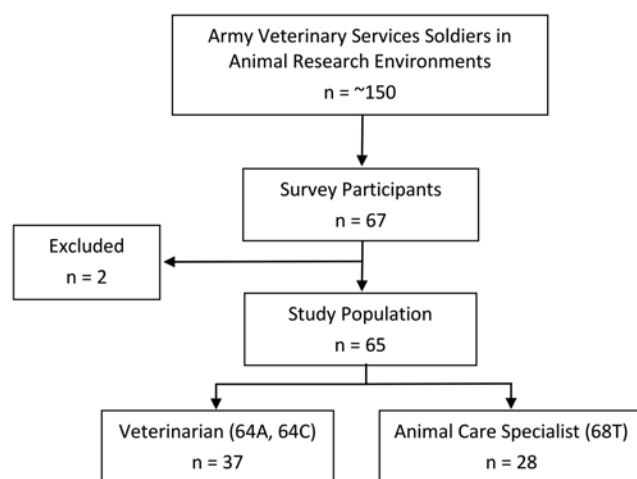 Army Veterinary Services Soldiers in
Animal Research Environments
n = ~150
Survey Participants
n = 67
Excluded
n = 2
Study Population
n = 65
Veterinarian (64A, 64C)
n = 37
Animal Care Specialist (68T)
n = 28